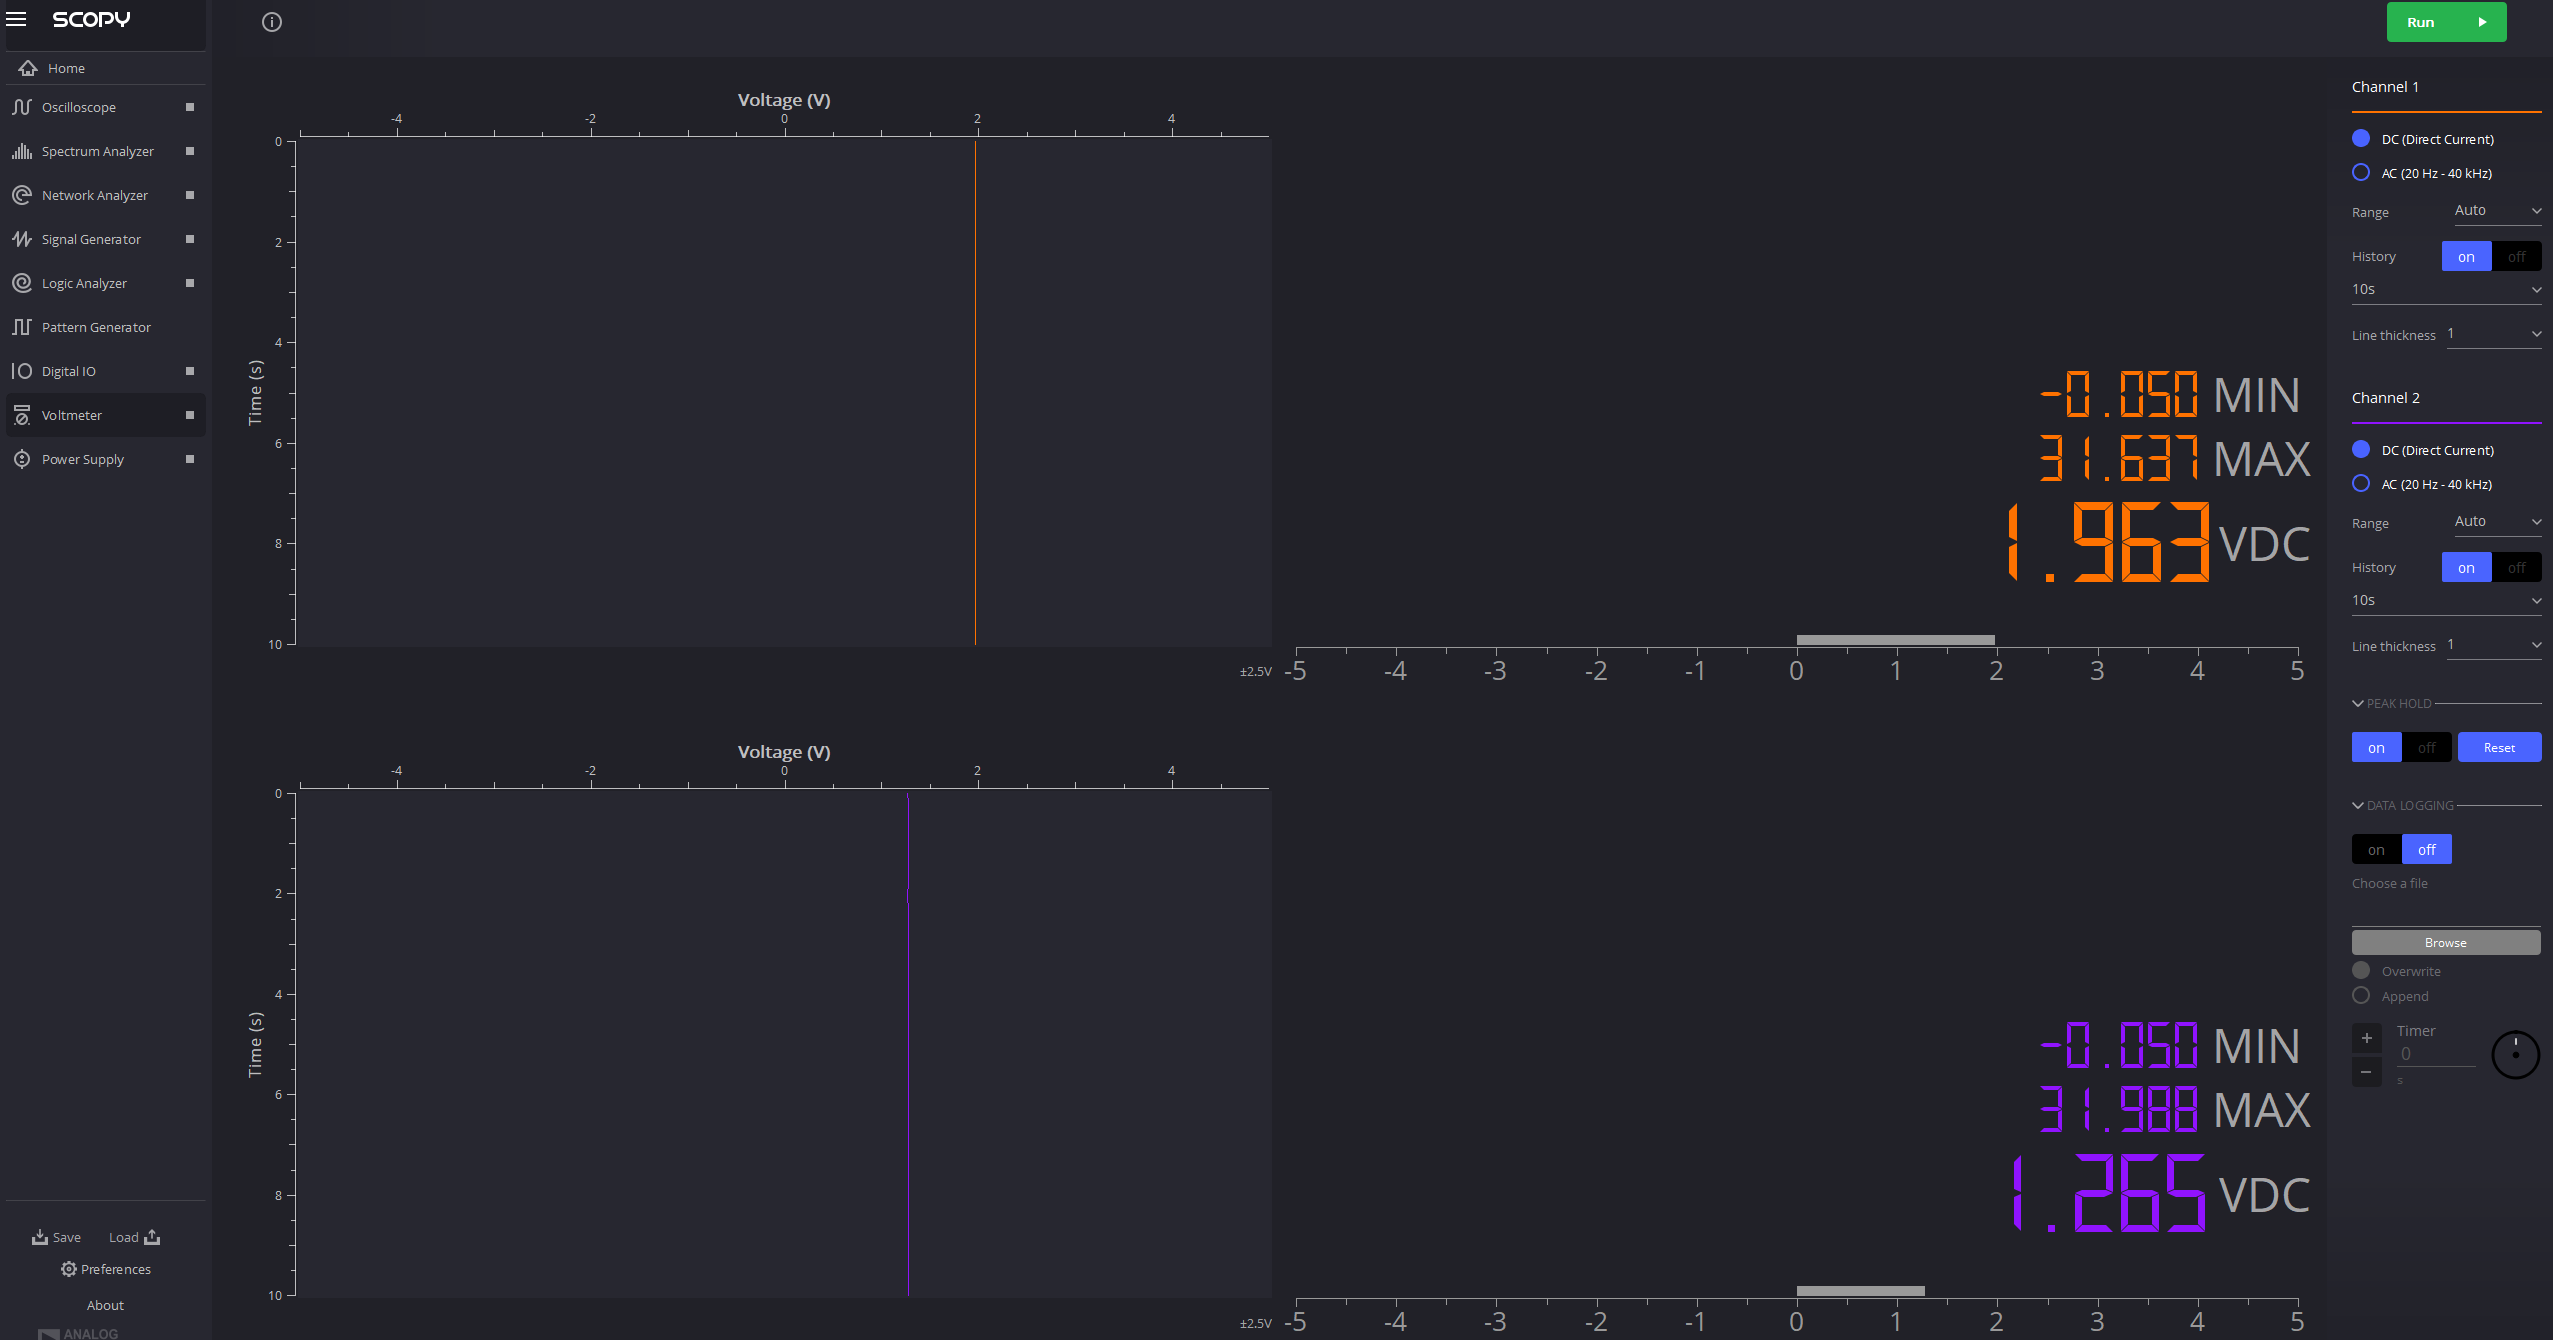 SCOPY
Run
Home
Oscilloscope
Spectrum Analyzer
Network Analyzer
Signal Generator
Logic Analyzer
Pattern Generator
Digital IO
Voltmeter
Power Supply
Save Load
Preferences
About
ANALOG
Voltage (V)
-4 -2 0 2 4
0
2
4
6
8
10
Time (s)
-0.050 MIN
31.637 MAX
1.963 VDC
±2.5V
-5 -4 -3 -2 -1 0 1 2 3 4 5
Voltage (V)
-4 -2 0 2 4
0
2
4
6
8
10
Time (s)
-0.050 MIN
31.988 MAX
1.265 VDC
±2.5V
-5 -4 -3 -2 -1 0 1 2 3 4 5
Channel 1
DC (Direct Current)
AC (20 Hz - 40 kHz)
Range Auto
History on off
10s
Line thickness 1
Channel 2
DC (Direct Current)
AC (20 Hz - 40 kHz)
Range Auto
History on off
10s
Line thickness 1
PEAK HOLD
on off Reset
DATA LOGGING
on off
Choose a file
Browse
Overwrite
Append
+ Timer
0
−
s